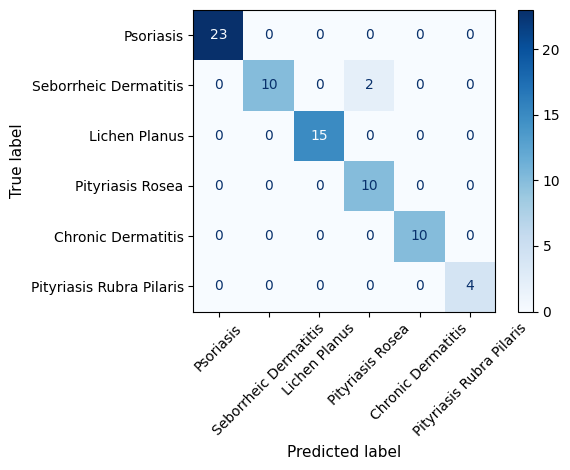 True label
Psoriasis 23 0 0 0 0 0
Seborrheic Dermatitis 0 10 0 2 0 0
Lichen Planus 0 0 15 0 0 0
Pityriasis Rosea 0 0 0 10 0 0
Chronic Dermatitis 0 0 0 0 10 0
Pityriasis Rubra Pilaris 0 0 0 0 0 4
Psoriasis
Seborrheic Dermatitis
Lichen Planus
Pityriasis Rosea
Chronic Dermatitis
Pityriasis Rubra Pilaris
Predicted label
20
15
10
5
0